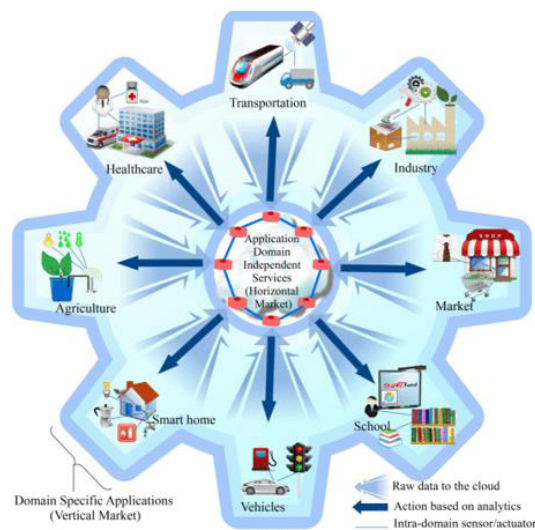 Transportation
Healthcare
Industry
Application
Domain
Independent
Services
(Horizontal
Market)
Agriculture
Market
SHOP
Smart home
School
Vehicles
Domain Specific Applications
(Vertical Market)
Raw data to the cloud
Action based on analytics
Intra-domain sensor/actuator